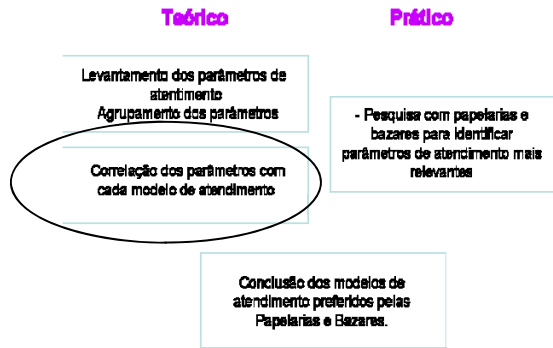 Teórico
Prático
Levantamento dos parâmetros de
atentimento
Agrupamento dos parâmetros
- Pesquisa com papelarias e
bazares para identificar
parâmetros de atendimento mais
relevantes
Correlação dos parâmetros com
cada modelo de atendimento
Conclusão dos modelos de
atendimento preferidos pelas
Papelarias e Bazares.